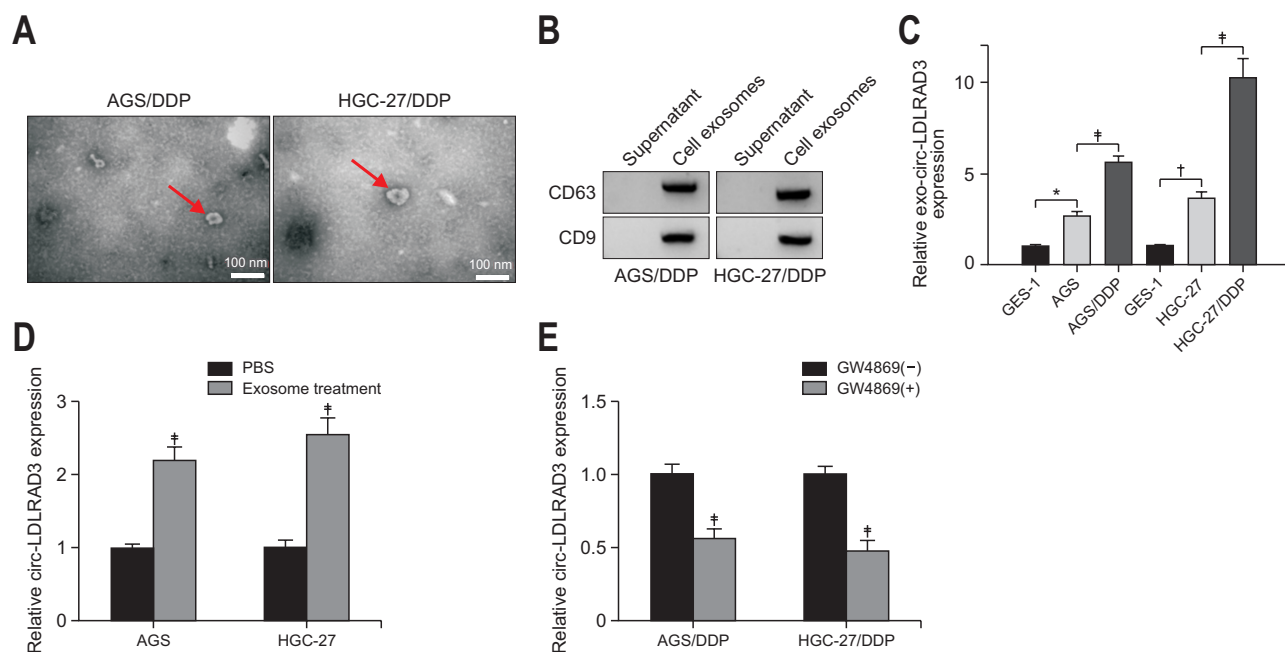 A
AGS/DDP
HGC-27/DDP
100 nm
100 nm
B
Supernatant
Cell exosomes
Supernatant
Cell exosomes
CD63
CD9
AGS/DDP
HGC-27/DDP
C
Relative exo-circ-LDLRAD3
expression
10
5
0
*
ǂ
†
ǂ
GES-1
AGS
AGS/DDP
GES-1
HGC-27
HGC-27/DDP
D
PBS
Exosome treatment
Relative circ-LDLRAD3 expression
3
2
1
0
ǂ
ǂ
AGS
HGC-27
E
GW4869(−)
GW4869(+)
Relative circ-LDLRAD3 expression
1.5
1.0
0.5
0
ǂ
ǂ
AGS/DDP
HGC-27/DDP